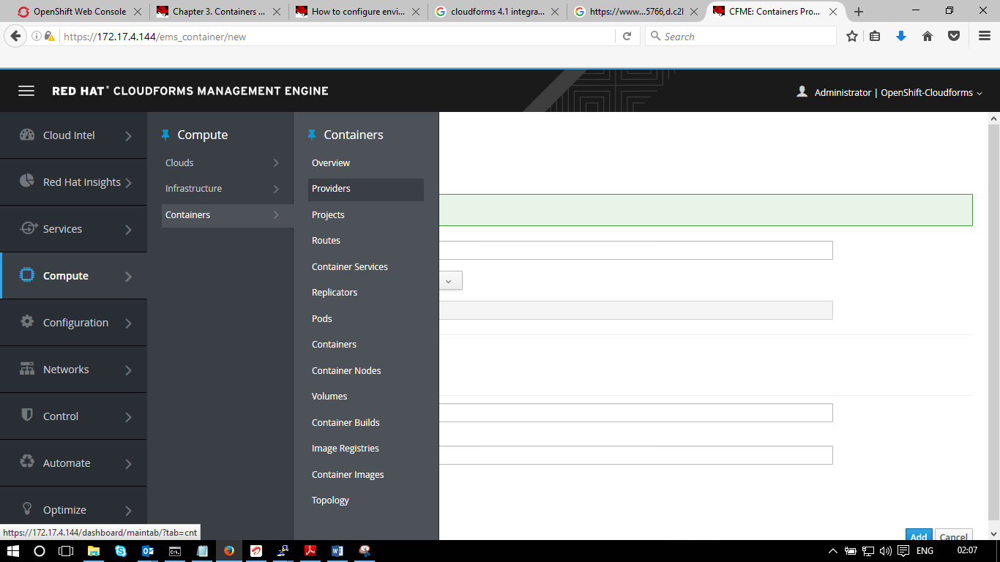 OpenShift Web Console
Chapter 3. Containers ...
How to configure envi...
cloudforms 4.1 integra...
https://www...5766,d.c2I
CFME: Containers Pro...
https://172.17.4.144/ems_container/new
Search
RED HAT® CLOUDFORMS MANAGEMENT ENGINE
Administrator | OpenShift-Cloudforms
Cloud Intel
Red Hat Insights
Services
Compute
Configuration
Networks
Control
Automate
Optimize
Compute
Clouds
Infrastructure
Containers
Containers
Overview
Providers
Projects
Routes
Container Services
Replicators
Pods
Containers
Container Nodes
Volumes
Container Builds
Image Registries
Container Images
Topology
Add
Cancel
https://172.17.4.144/dashboard/maintab/?tab=cnt
ENG
02:07